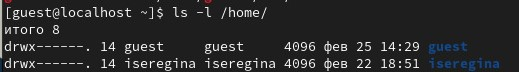 [guest@localhost ~]$ ls -l /home/
итого 8
drwx------. 14 guest     guest     4096 фев 25 14:29 guest
drwx------. 14 iseregina iseregina 4096 фев 22 18:51 iseregina